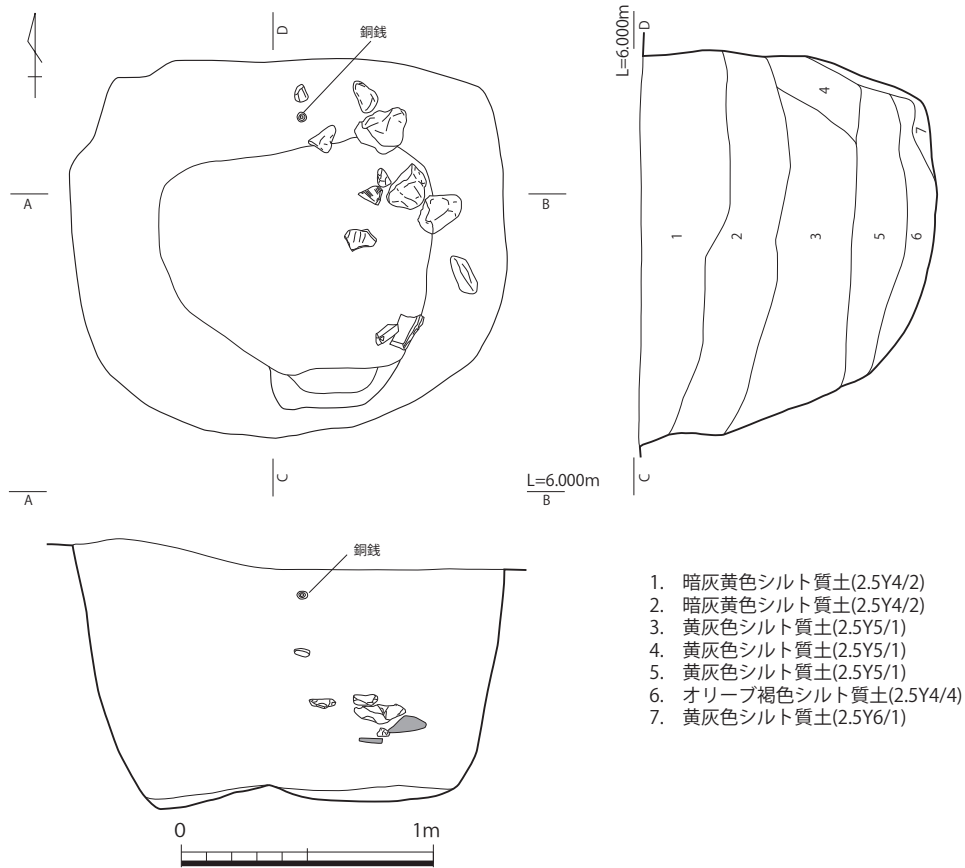 D
銅銭
A
B
C
L=6.000m
D
1
2
3
4
5
6
7
C
A
L=6.000m
B
銅銭
1. 暗灰黄色シルト質土(2.5Y4/2)
2. 暗灰黄色シルト質土(2.5Y4/2)
3. 黄灰色シルト質土(2.5Y5/1)
4. 黄灰色シルト質土(2.5Y5/1)
5. 黄灰色シルト質土(2.5Y5/1)
6. オリーブ褐色シルト質土(2.5Y4/4)
7. 黄灰色シルト質土(2.5Y6/1)
0
1m